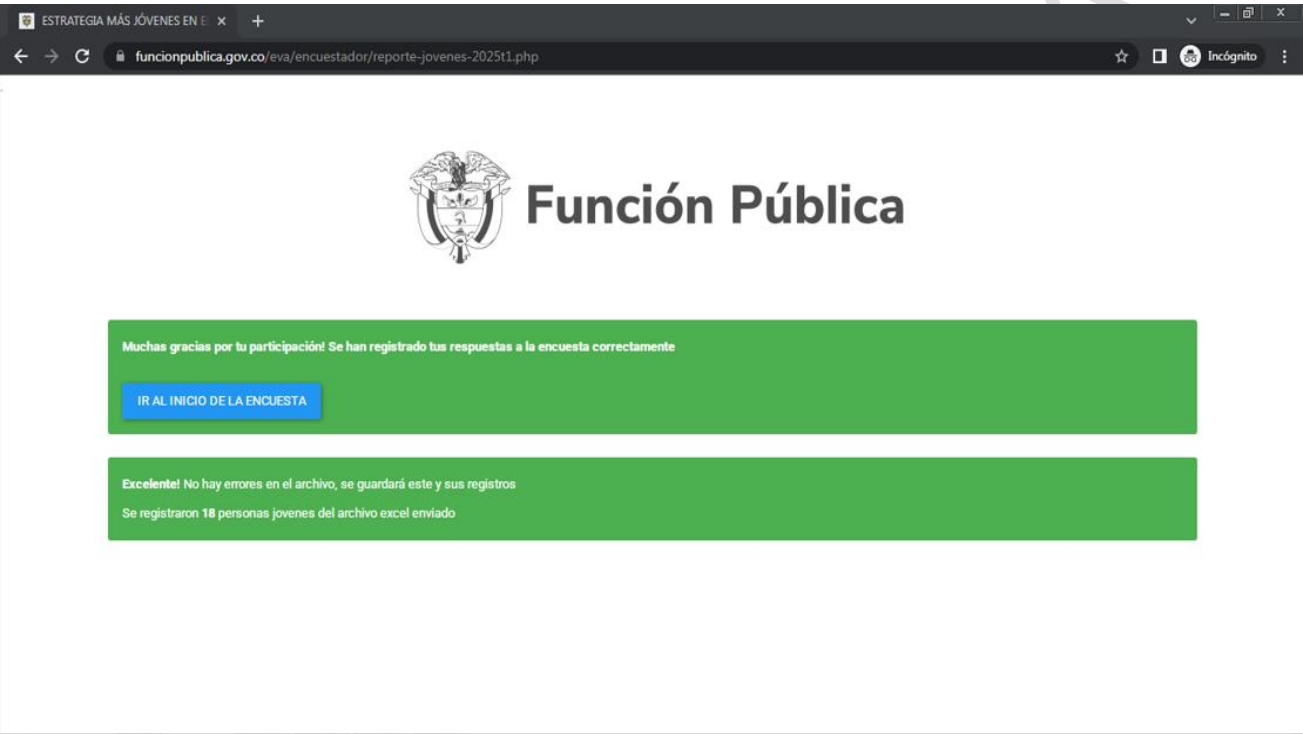 ESTRATEGIA MÁS JÓVENES EN E
funcionpublica.gov.co/eva/encuestador/reporte-jovenes-2025t1.php
Incógnito
Función Pública
Muchas gracias por tu participación! Se han registrado tus respuestas a la encuesta correctamente
IR AL INICIO DE LA ENCUESTA
Excelente! No hay errores en el archivo, se guardará este y sus registros
Se registraron 18 personas jovenes del archivo excel enviado